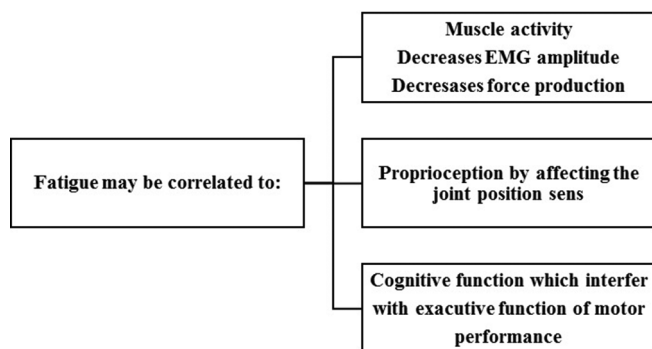 Muscle activity
Decreases EMG amplitude
Decresases force production
Fatigue may be correlated to:
Proprioception by affecting the
joint position sens
Cognitive function which interfer
with exacutive function of motor
performance